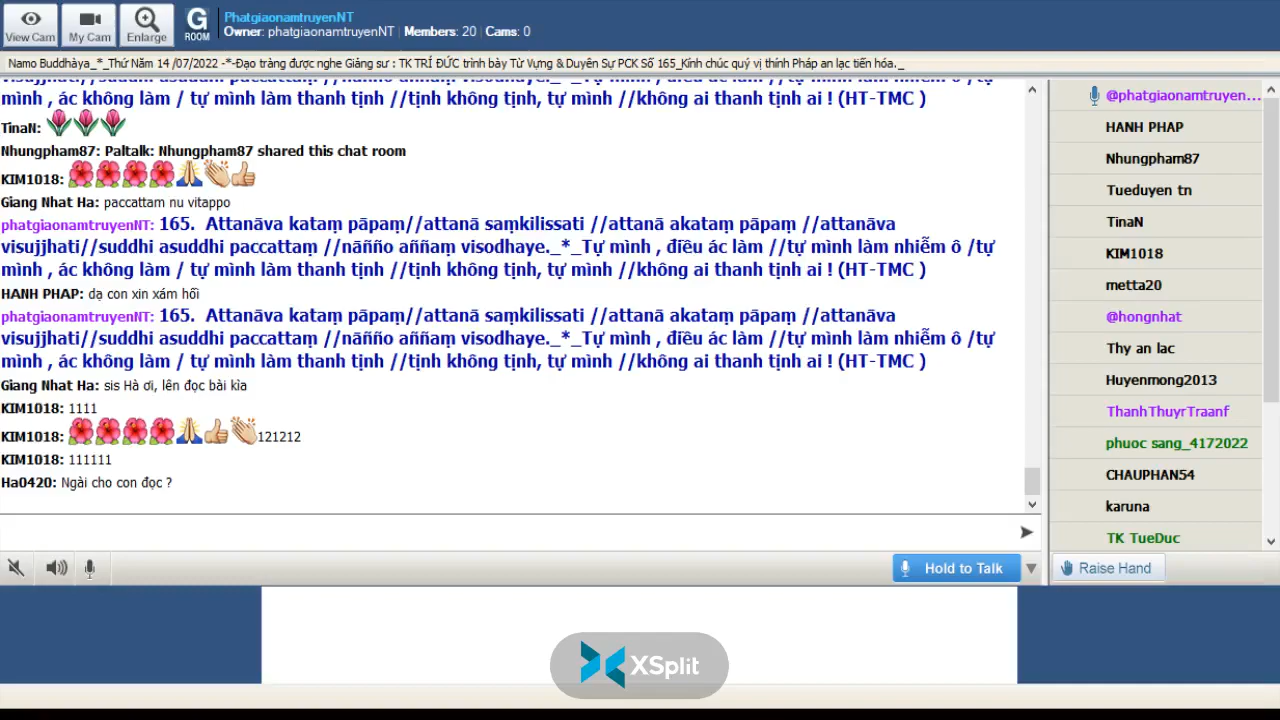 PhatgiaonamtruyenNT
Owner: phatgiaonamtruyenNT | Members: 20 | Cams: 0
View Cam
My Cam
Enlarge
G
ROOM
Namo Buddhàya_*_Thứ Năm 14 /07/2022 -*-Đạo tràng được nghe Giảng sư : TK TRÍ ĐỨC trình bày Từ Vựng & Duyên Sự PCK Số 165_Kính chúc quý vị thính Pháp an lạc tiến hóa._
mình , ác không làm / tự mình làm thanh tịnh //tịnh không tịnh, tự mình //không ai thanh tịnh ai ! (HT-TMC )
TinaN:
Nhungpham87: Paltalk: Nhungpham87 shared this chat room
KIM1018:
Giang Nhat Ha: paccattam nu vitappo
phatgiaonamtruyenNT: 165. Attanāva kataṃ pāpaṃ//attanā saṃkilissati //attanā akataṃ pāpaṃ //attanāva
visujjhati//suddhi asuddhi paccattaṃ //nāñño aññaṃ visodhaye._*_Tự mình , điều ác làm //tự mình làm nhiễm ô /tự
mình , ác không làm / tự mình làm thanh tịnh //tịnh không tịnh, tự mình //không ai thanh tịnh ai ! (HT-TMC )
HANH PHAP: dạ con xin xám hối
phatgiaonamtruyenNT: 165. Attanāva kataṃ pāpaṃ//attanā saṃkilissati //attanā akataṃ pāpaṃ //attanāva
visujjhati//suddhi asuddhi paccattaṃ //nāñño aññaṃ visodhaye._*_Tự mình , điều ác làm //tự mình làm nhiễm ô /tự
mình , ác không làm / tự mình làm thanh tịnh //tịnh không tịnh, tự mình //không ai thanh tịnh ai ! (HT-TMC )
Giang Nhat Ha: sis Hà ơi, lên đọc bài kìa
KIM1018: 1111
KIM1018: 121212
KIM1018: 111111
Ha0420: Ngài cho con đọc ?
@phatgiaonamtruyen...
HANH PHAP
Nhungpham87
Tueduyen tn
TinaN
KIM1018
metta20
@hongnhat
Thy an lac
Huyenmong2013
ThanhThuyrTraanf
phuoc sang_4172022
CHAUPHAN54
karuna
TK TueDuc
Hold to Talk
Raise Hand
XSplit